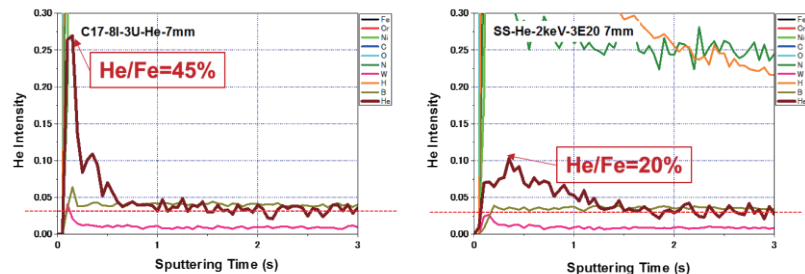 C17-8I-3U-He-7mm
He/Fe=45%
He Intensity
0.30
0.25
0.20
0.15
0.10
0.05
0.00
0
1
2
3
Sputtering Time (s)
Fe
Cr
Ni
C
O
N
W
H
B
He
SS-He-2keV-3E20 7mm
He/Fe=20%
He Intensity
0.30
0.25
0.20
0.15
0.10
0.05
0.00
0
1
2
3
Sputtering Time (s)
Fe
Cr
Ni
C
O
N
W
H
B
He